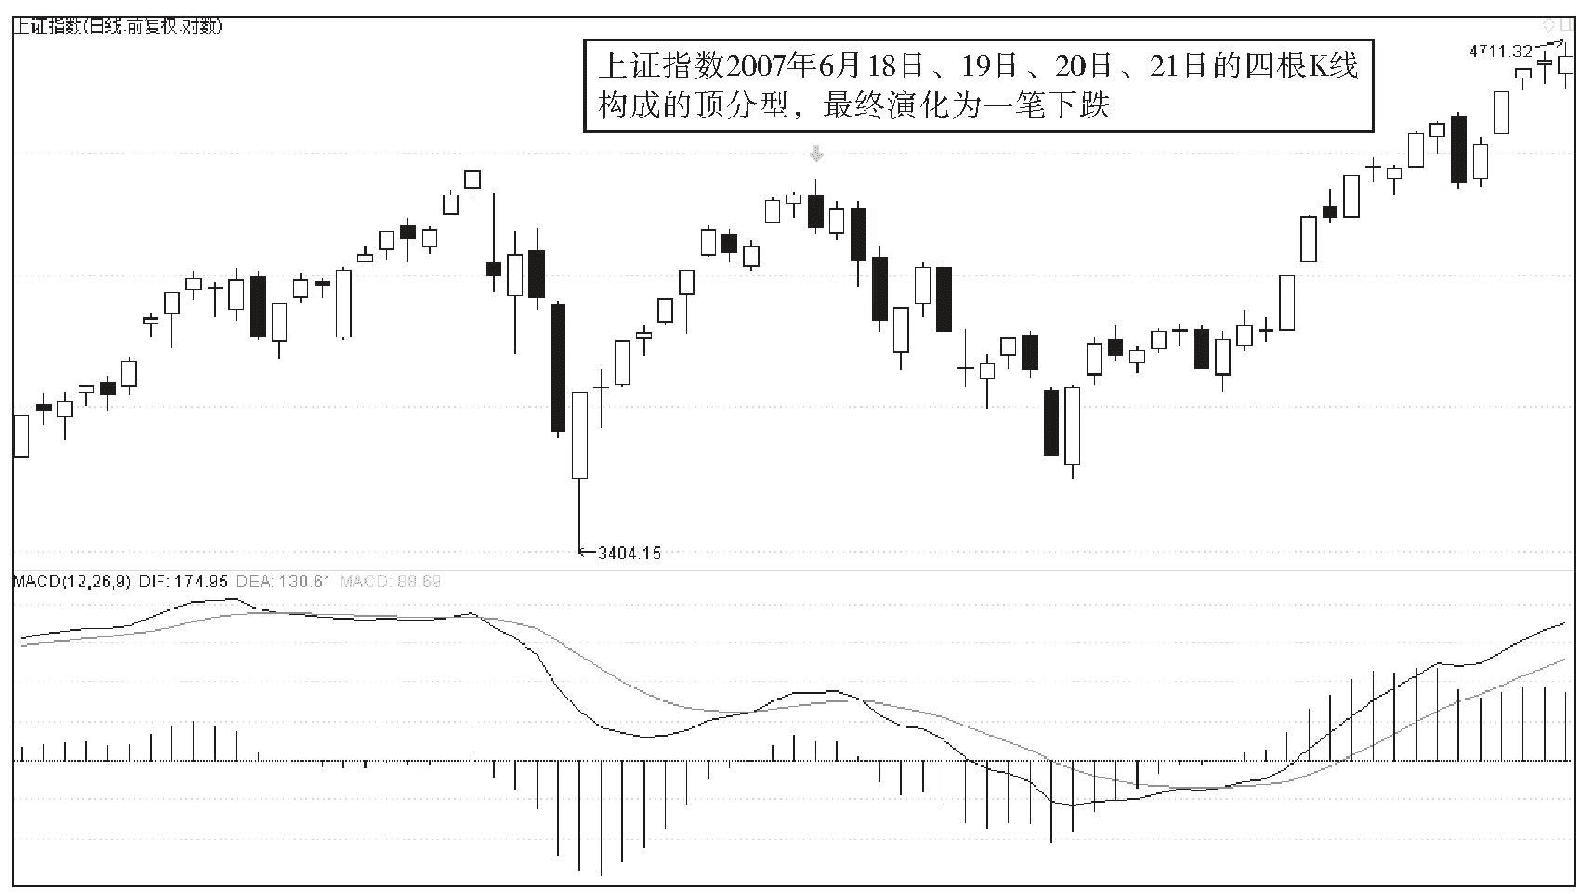 上证指数(日线.前复权.对数)
4711.32
上证指数2007年6月18日、19日、20日、21日的四根K线
构成的顶分型，最终演化为一笔下跌
3404.15
MACD(12,26,9) DIF: 174.95 DEA: 130.61 MACD: 88.69